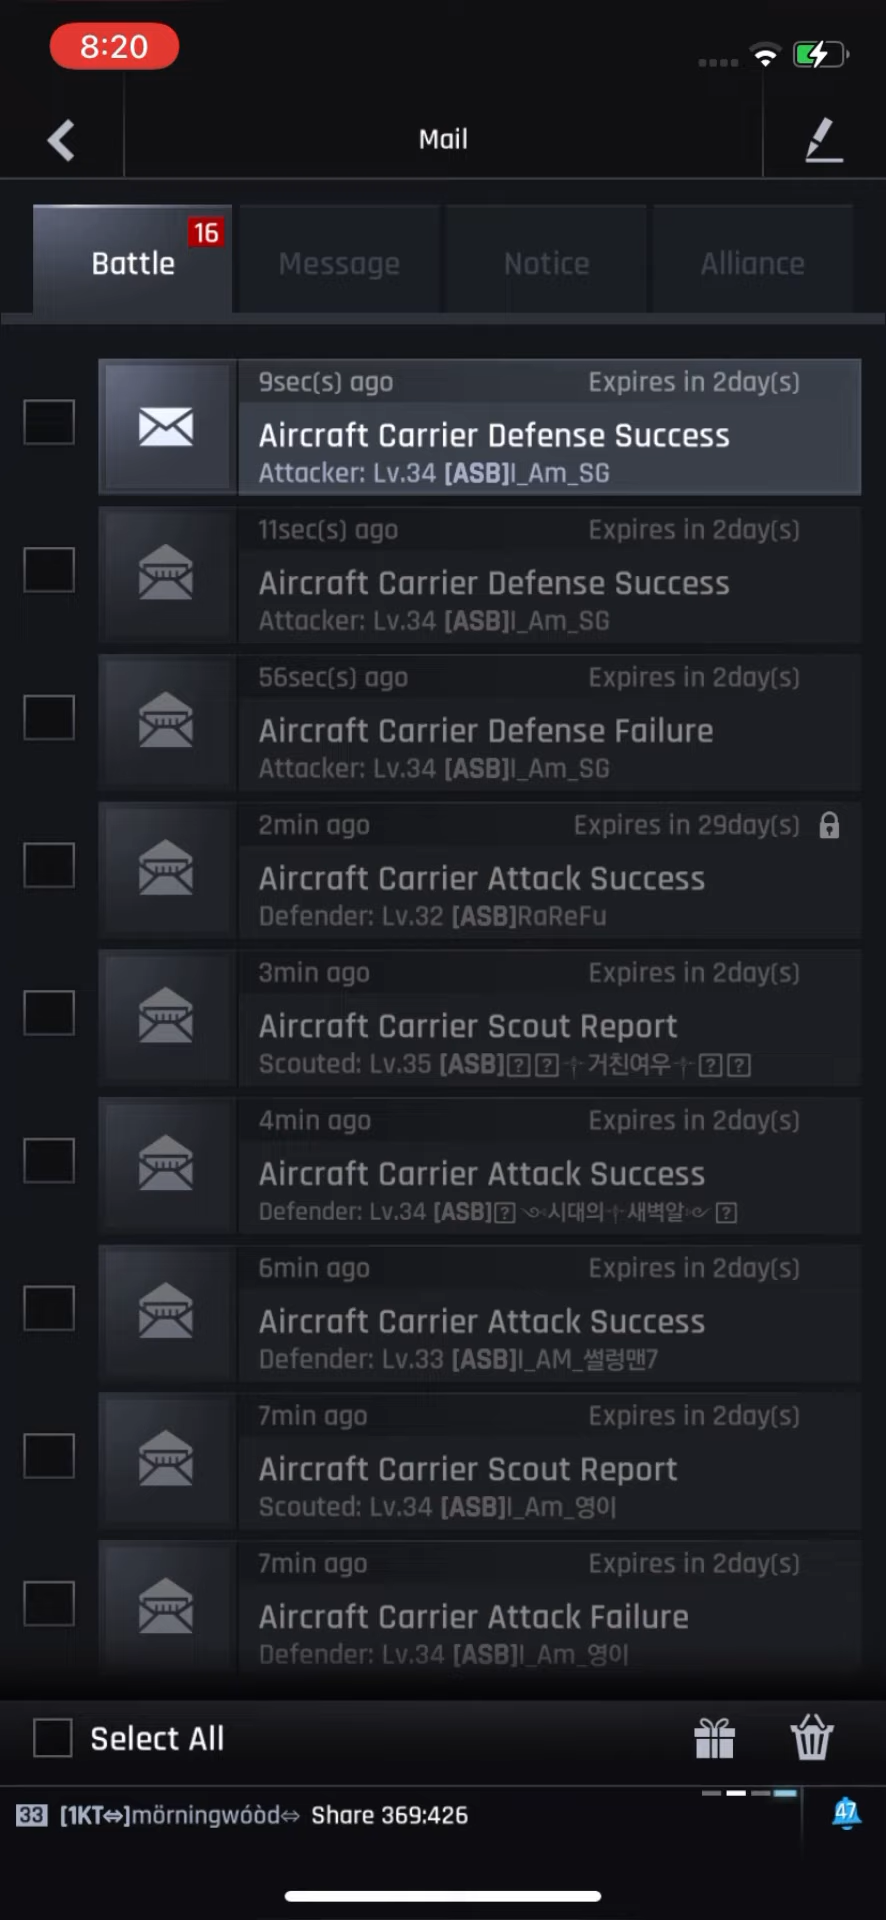 8:20
Mail
Battle 16 Message Notice Alliance
9sec(s) ago Expires in 2day(s)
Aircraft Carrier Defense Success
Attacker: Lv.34 [ASB]I_Am_SG
11sec(s) ago Expires in 2day(s)
Aircraft Carrier Defense Success
Attacker: Lv.34 [ASB]I_Am_SG
56sec(s) ago Expires in 2day(s)
Aircraft Carrier Defense Failure
Attacker: Lv.34 [ASB]I_Am_SG
2min ago Expires in 29day(s)
Aircraft Carrier Attack Success
Defender: Lv.32 [ASB]RaReFu
3min ago Expires in 2day(s)
Aircraft Carrier Scout Report
Scouted: Lv.35 [ASB]⍰⍰༒거친여우༒⍰⍰
4min ago Expires in 2day(s)
Aircraft Carrier Attack Success
Defender: Lv.34 [ASB]⍰ ৩시대의༒새벽알৩ ⍰
6min ago Expires in 2day(s)
Aircraft Carrier Attack Success
Defender: Lv.33 [ASB]I_AM_썰렁맨7
7min ago Expires in 2day(s)
Aircraft Carrier Scout Report
Scouted: Lv.34 [ASB]I_Am_영이
7min ago Expires in 2day(s)
Aircraft Carrier Attack Failure
Defender: Lv.34 [ASB]I_Am_영이
Select All
33 [1KT⇔]mörningwóòd⇔ Share 369:426 47